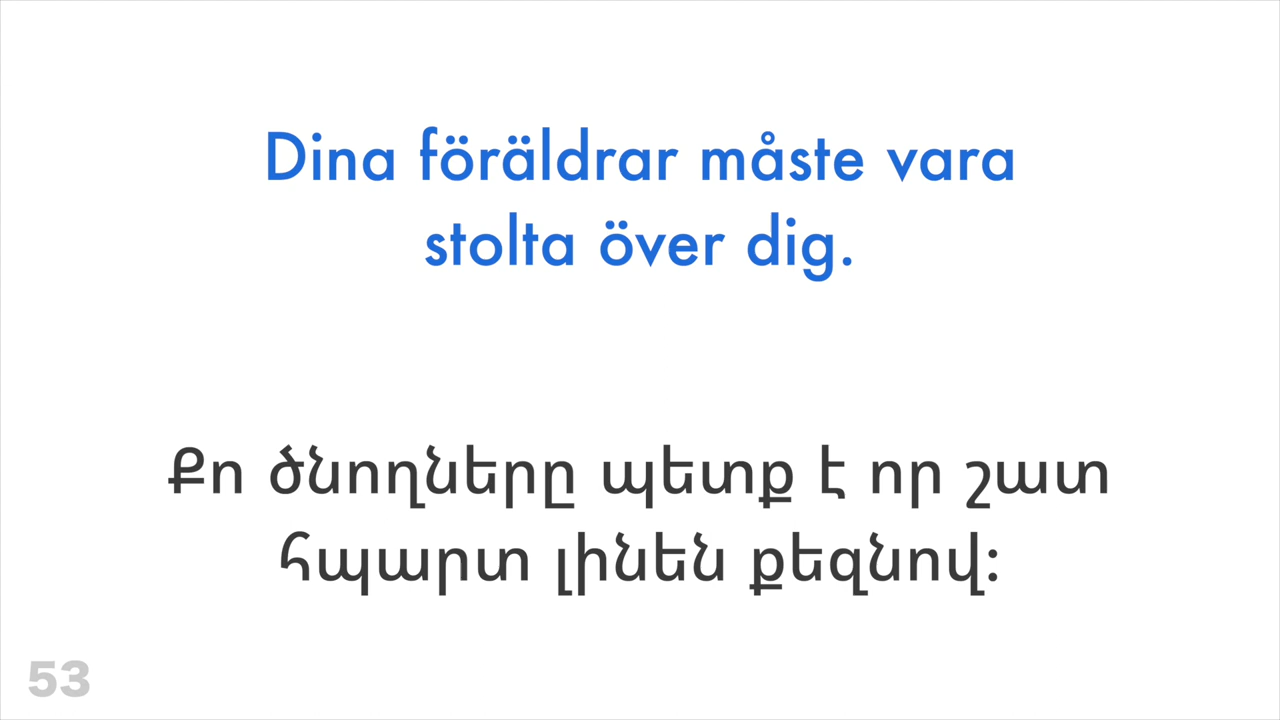 Dina föräldrar måste vara
stolta över dig.
Քո ծնողները պետք է որ շատ
հպարտ լինեն քեզնով։
53